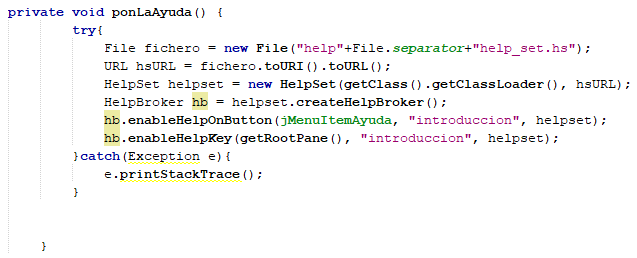 private void ponLaAyuda() {
try{
File fichero = new File("help"+File.separator+"help_set.hs");
URL hsURL = fichero.toURI().toURL();
HelpSet helpset = new HelpSet(getClass().getClassLoader(), hsURL);
HelpBroker hb = helpset.createHelpBroker();
hb.enableHelpOnButton(jMenuItemAyuda, "introduccion", helpset);
hb.enableHelpKey(getRootPane(), "introduccion", helpset);
}catch(Exception e){
e.printStackTrace();
}
}